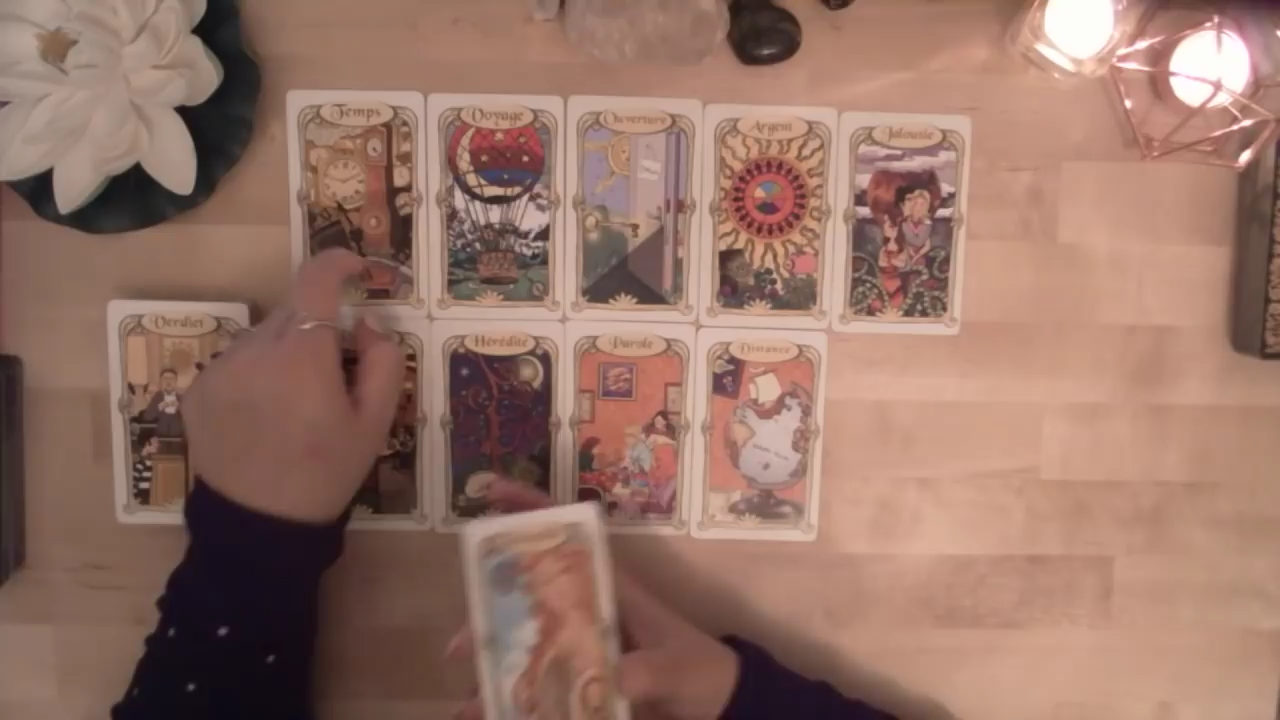 Temps
Voyage
Ouverture
Argent
Jalousie
Verdict
Hérédité
Parole
Distance